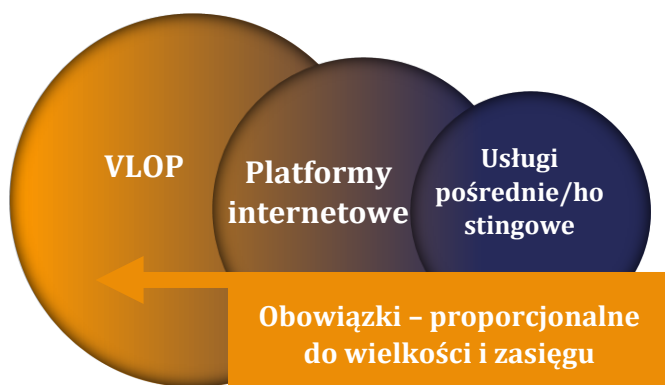 VLOP
Platformy
internetowe
Usługi
pośrednie/ho
stingowe
Obowiązki – proporcjonalne
do wielkości i zasięgu